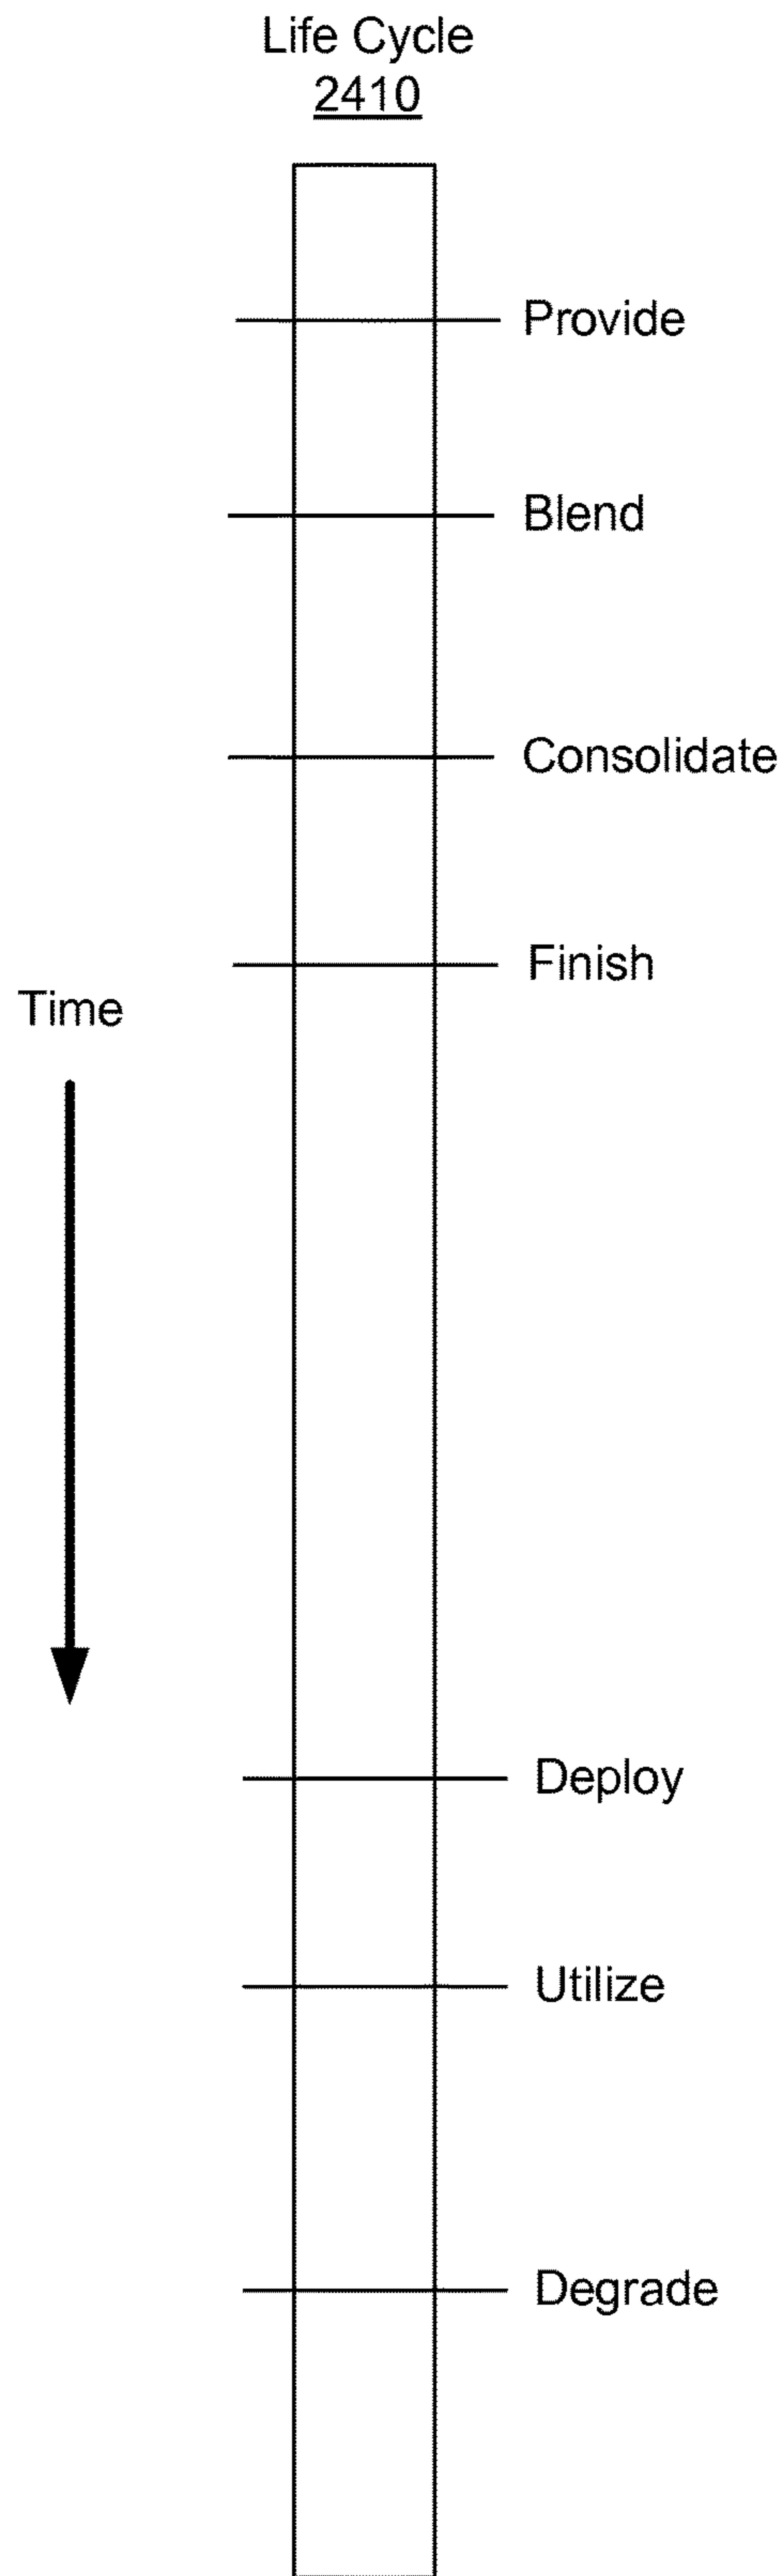 Life Cycle
2410
Provide
Blend
Consolidate
Finish
Time
Deploy
Utilize
Degrade